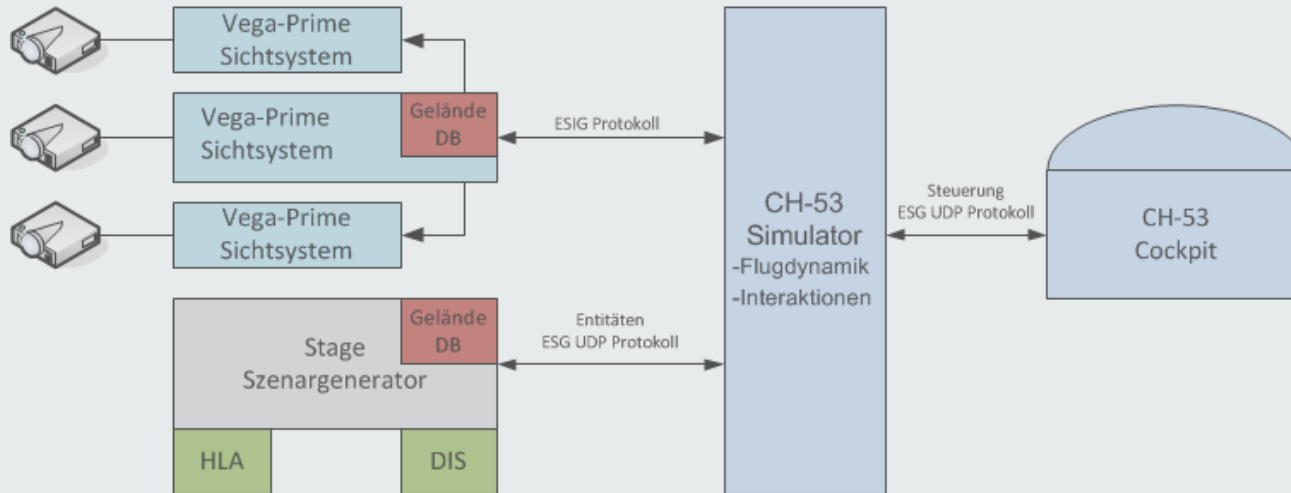 Vega-Prime
Sichtsystem
Vega-Prime
Sichtsystem
Gelände
DB
ESIG Protokoll
Vega-Prime
Sichtsystem
Stage
Szenargenerator
Gelände
DB
HLA
DIS
Entitäten
ESG UDP Protokoll
CH-53
Simulator
-Flugdynamik
-Interaktionen
Steuerung
ESG UDP Protokoll
CH-53
Cockpit